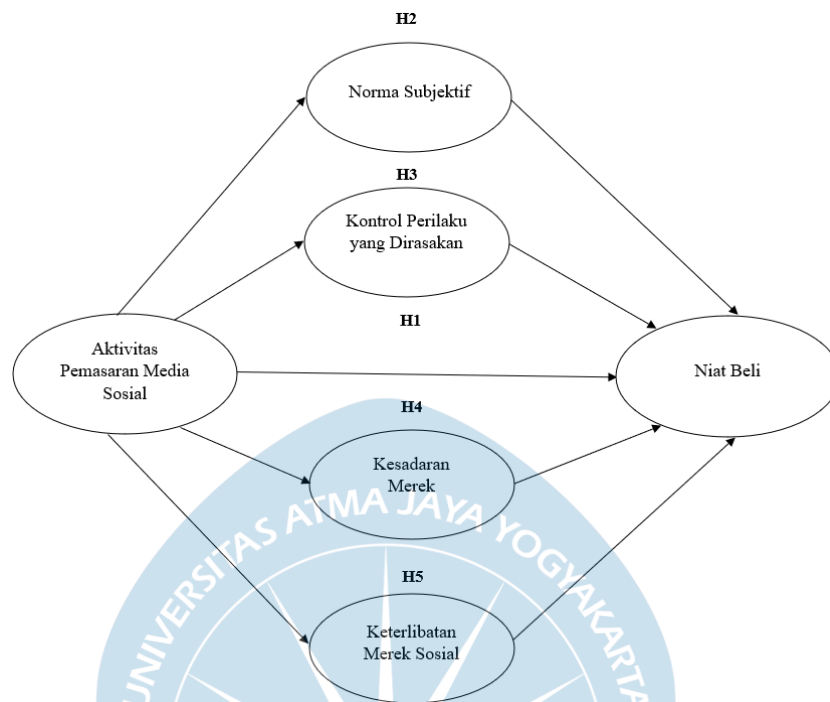 H2
Norma Subjektif
H3
Kontrol Perilaku
yang Dirasakan
H1
Aktivitas
Pemasaran Media
Sosial
Niat Beli
H4
Kesadaran
Merek
H5
Keterlibatan
Merek Sosial
UNIVERSITAS ATMA JAYA YOGYAKARTA